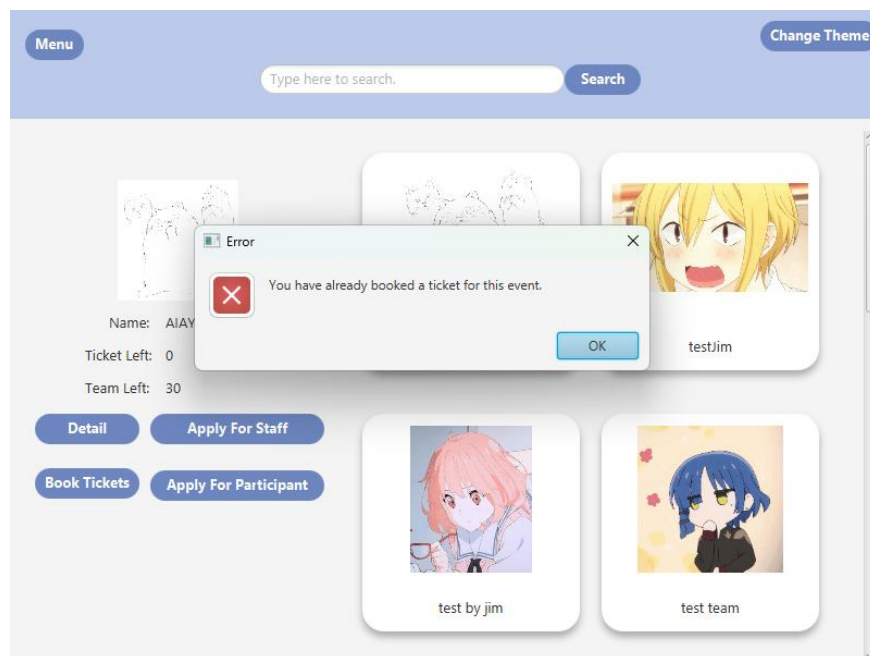 Menu
Change Theme
Type here to search.
Search
Error
You have already booked a ticket for this event.
OK
Name: AIAY
Ticket Left: 0
Team Left: 30
Detail
Apply For Staff
Book Tickets
Apply For Participant
testJim
test by jim
test team